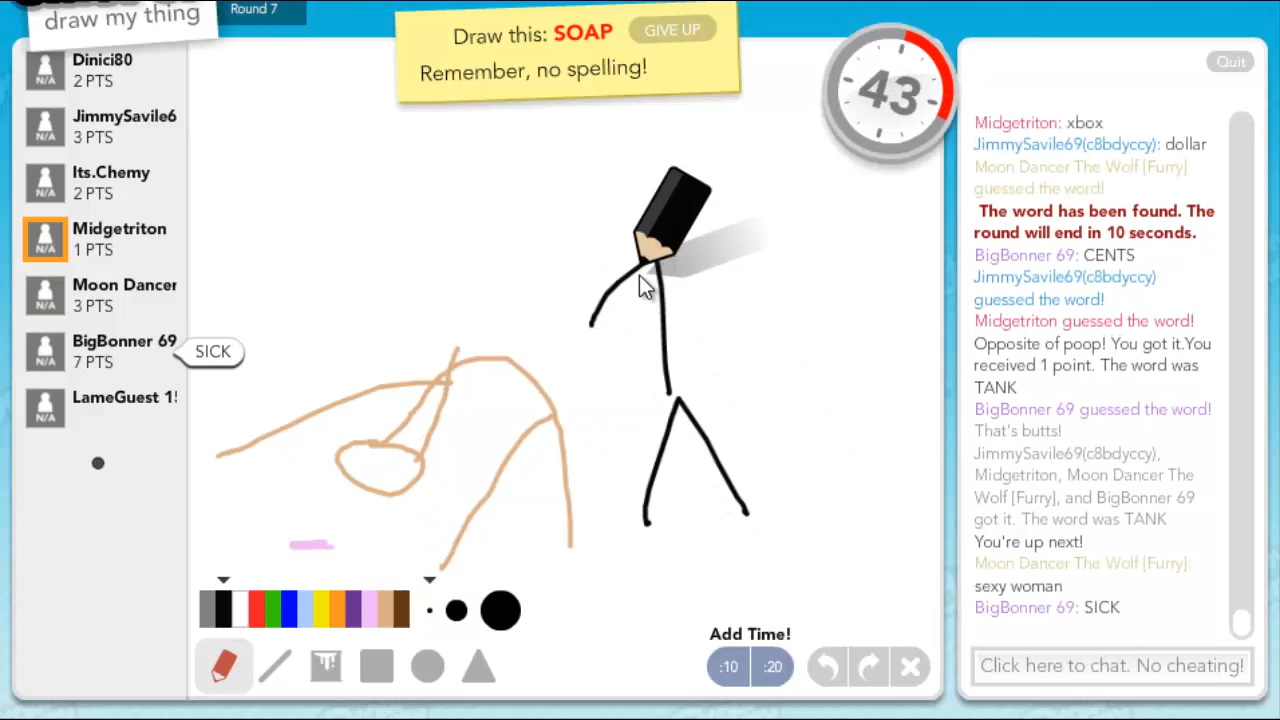 draw my thing
Round 7
Draw this: SOAP
GIVE UP
Remember, no spelling!
43
Quit
Dinici80
2 PTS
JimmySavile6
3 PTS
Its.Chemy
2 PTS
Midgetriton
1 PTS
Moon Dancer
3 PTS
BigBonner 69
7 PTS
SICK
LameGuest 1
N/A
N/A
N/A
N/A
N/A
N/A
N/A
Midgetriton: xbox
JimmySavile69(c8bdyccy): dollar
Moon Dancer The Wolf [Furry]
guessed the word!
The word has been found. The
round will end in 10 seconds.
BigBonner 69: CENTS
JimmySavile69(c8bdyccy)
guessed the word!
Midgetriton guessed the word!
Opposite of poop! You got it.You
received 1 point. The word was
TANK
BigBonner 69 guessed the word!
That's butts!
JimmySavile69(c8bdyccy),
Midgetriton, Moon Dancer The
Wolf [Furry], and BigBonner 69
got it. The word was TANK
You're up next!
Moon Dancer The Wolf [Furry]:
sexy woman
BigBonner 69: SICK
Add Time!
:10
:20
Click here to chat. No cheating!